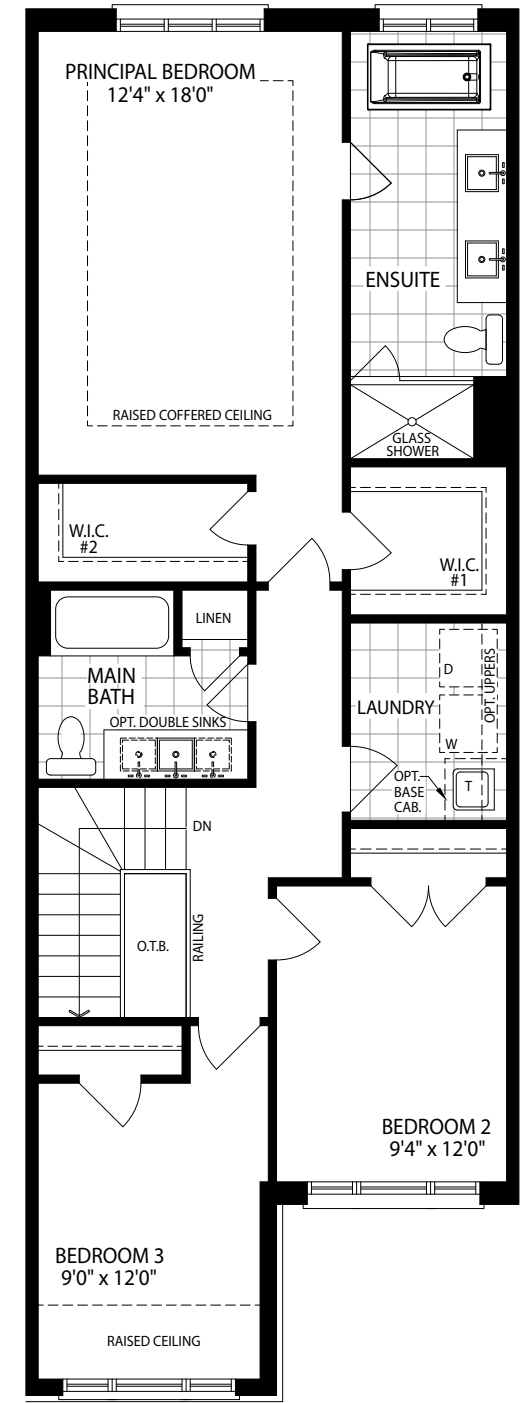 PRINCIPAL BEDROOM
12'4" x 18'0"
ENSUITE
RAISED COFFERED CEILING
GLASS
SHOWER
W.I.C.
#2
W.I.C.
#1
LINEN
MAIN
BATH
OPT. DOUBLE SINKS
LAUNDRY
D
OPT. UPPERS
W
OPT.
BASE
CAB.
T
DN
O.T.B.
RAILING
BEDROOM 2
9'4" x 12'0"
BEDROOM 3
9'0" x 12'0"
RAISED CEILING